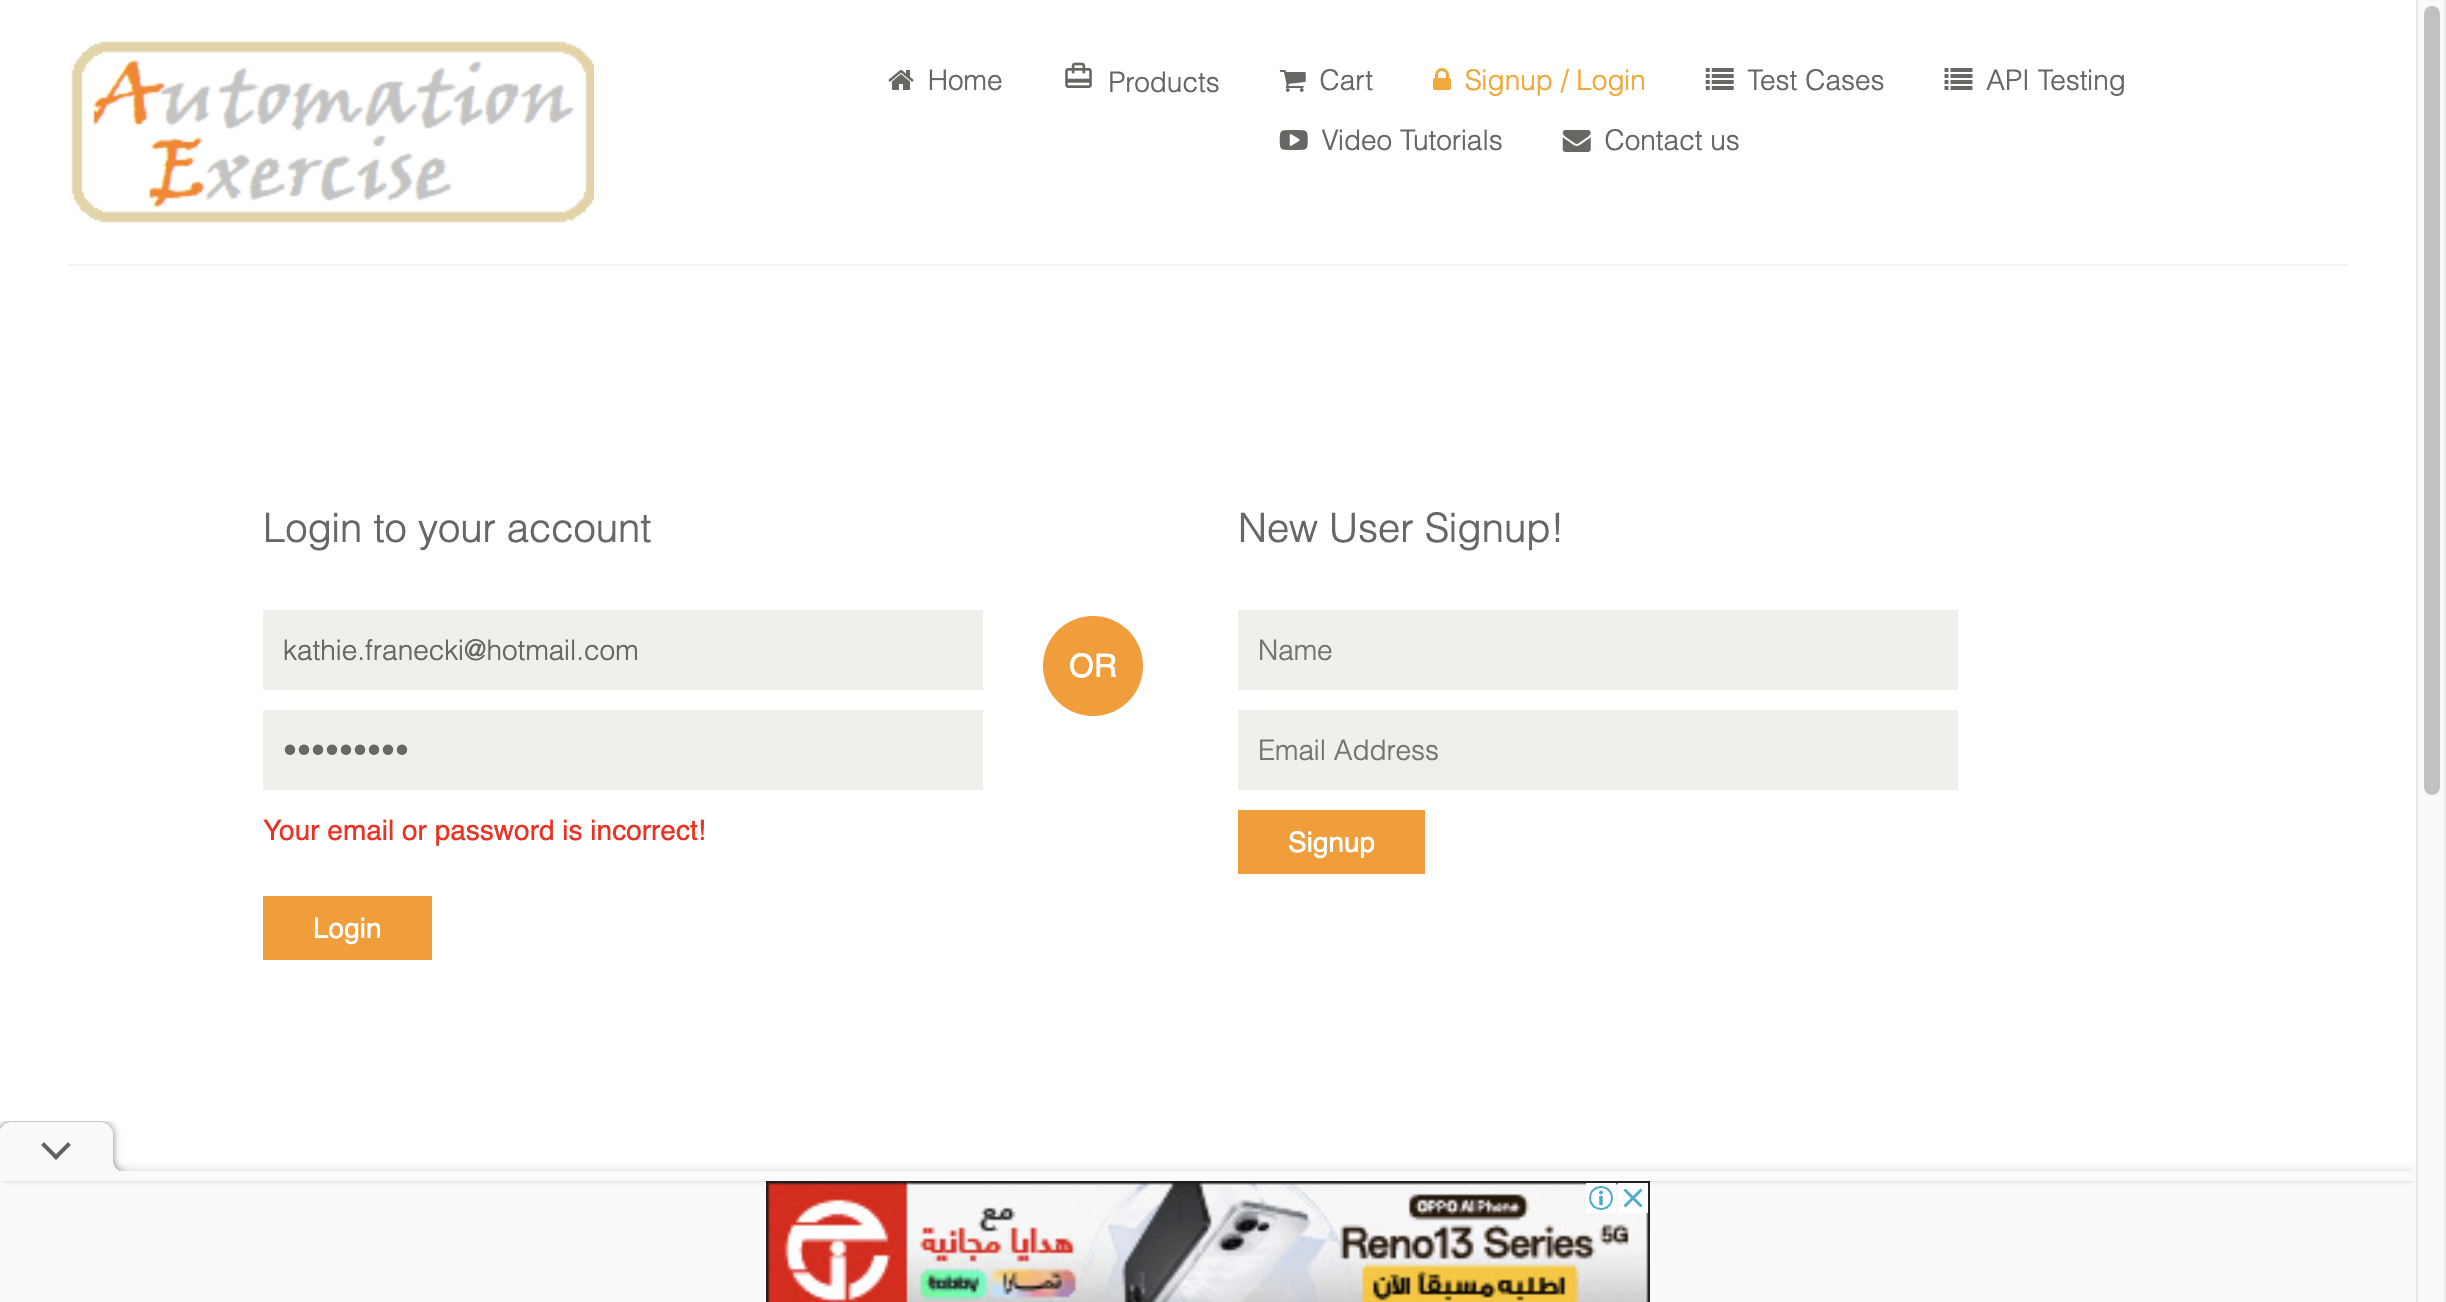 Automation
Exercise
Home
Products
Cart
Signup / Login
Test Cases
API Testing
Video Tutorials
Contact us
Login to your account
kathie.franecki@hotmail.com
•••••••••
Your email or password is incorrect!
Login
OR
New User Signup!
Name
Email Address
Signup
مع
هدايا مجانية
tabby
تمارا
OPPO AI Phone
Reno13 Series 5G
اطلبه مسبقاً الآن